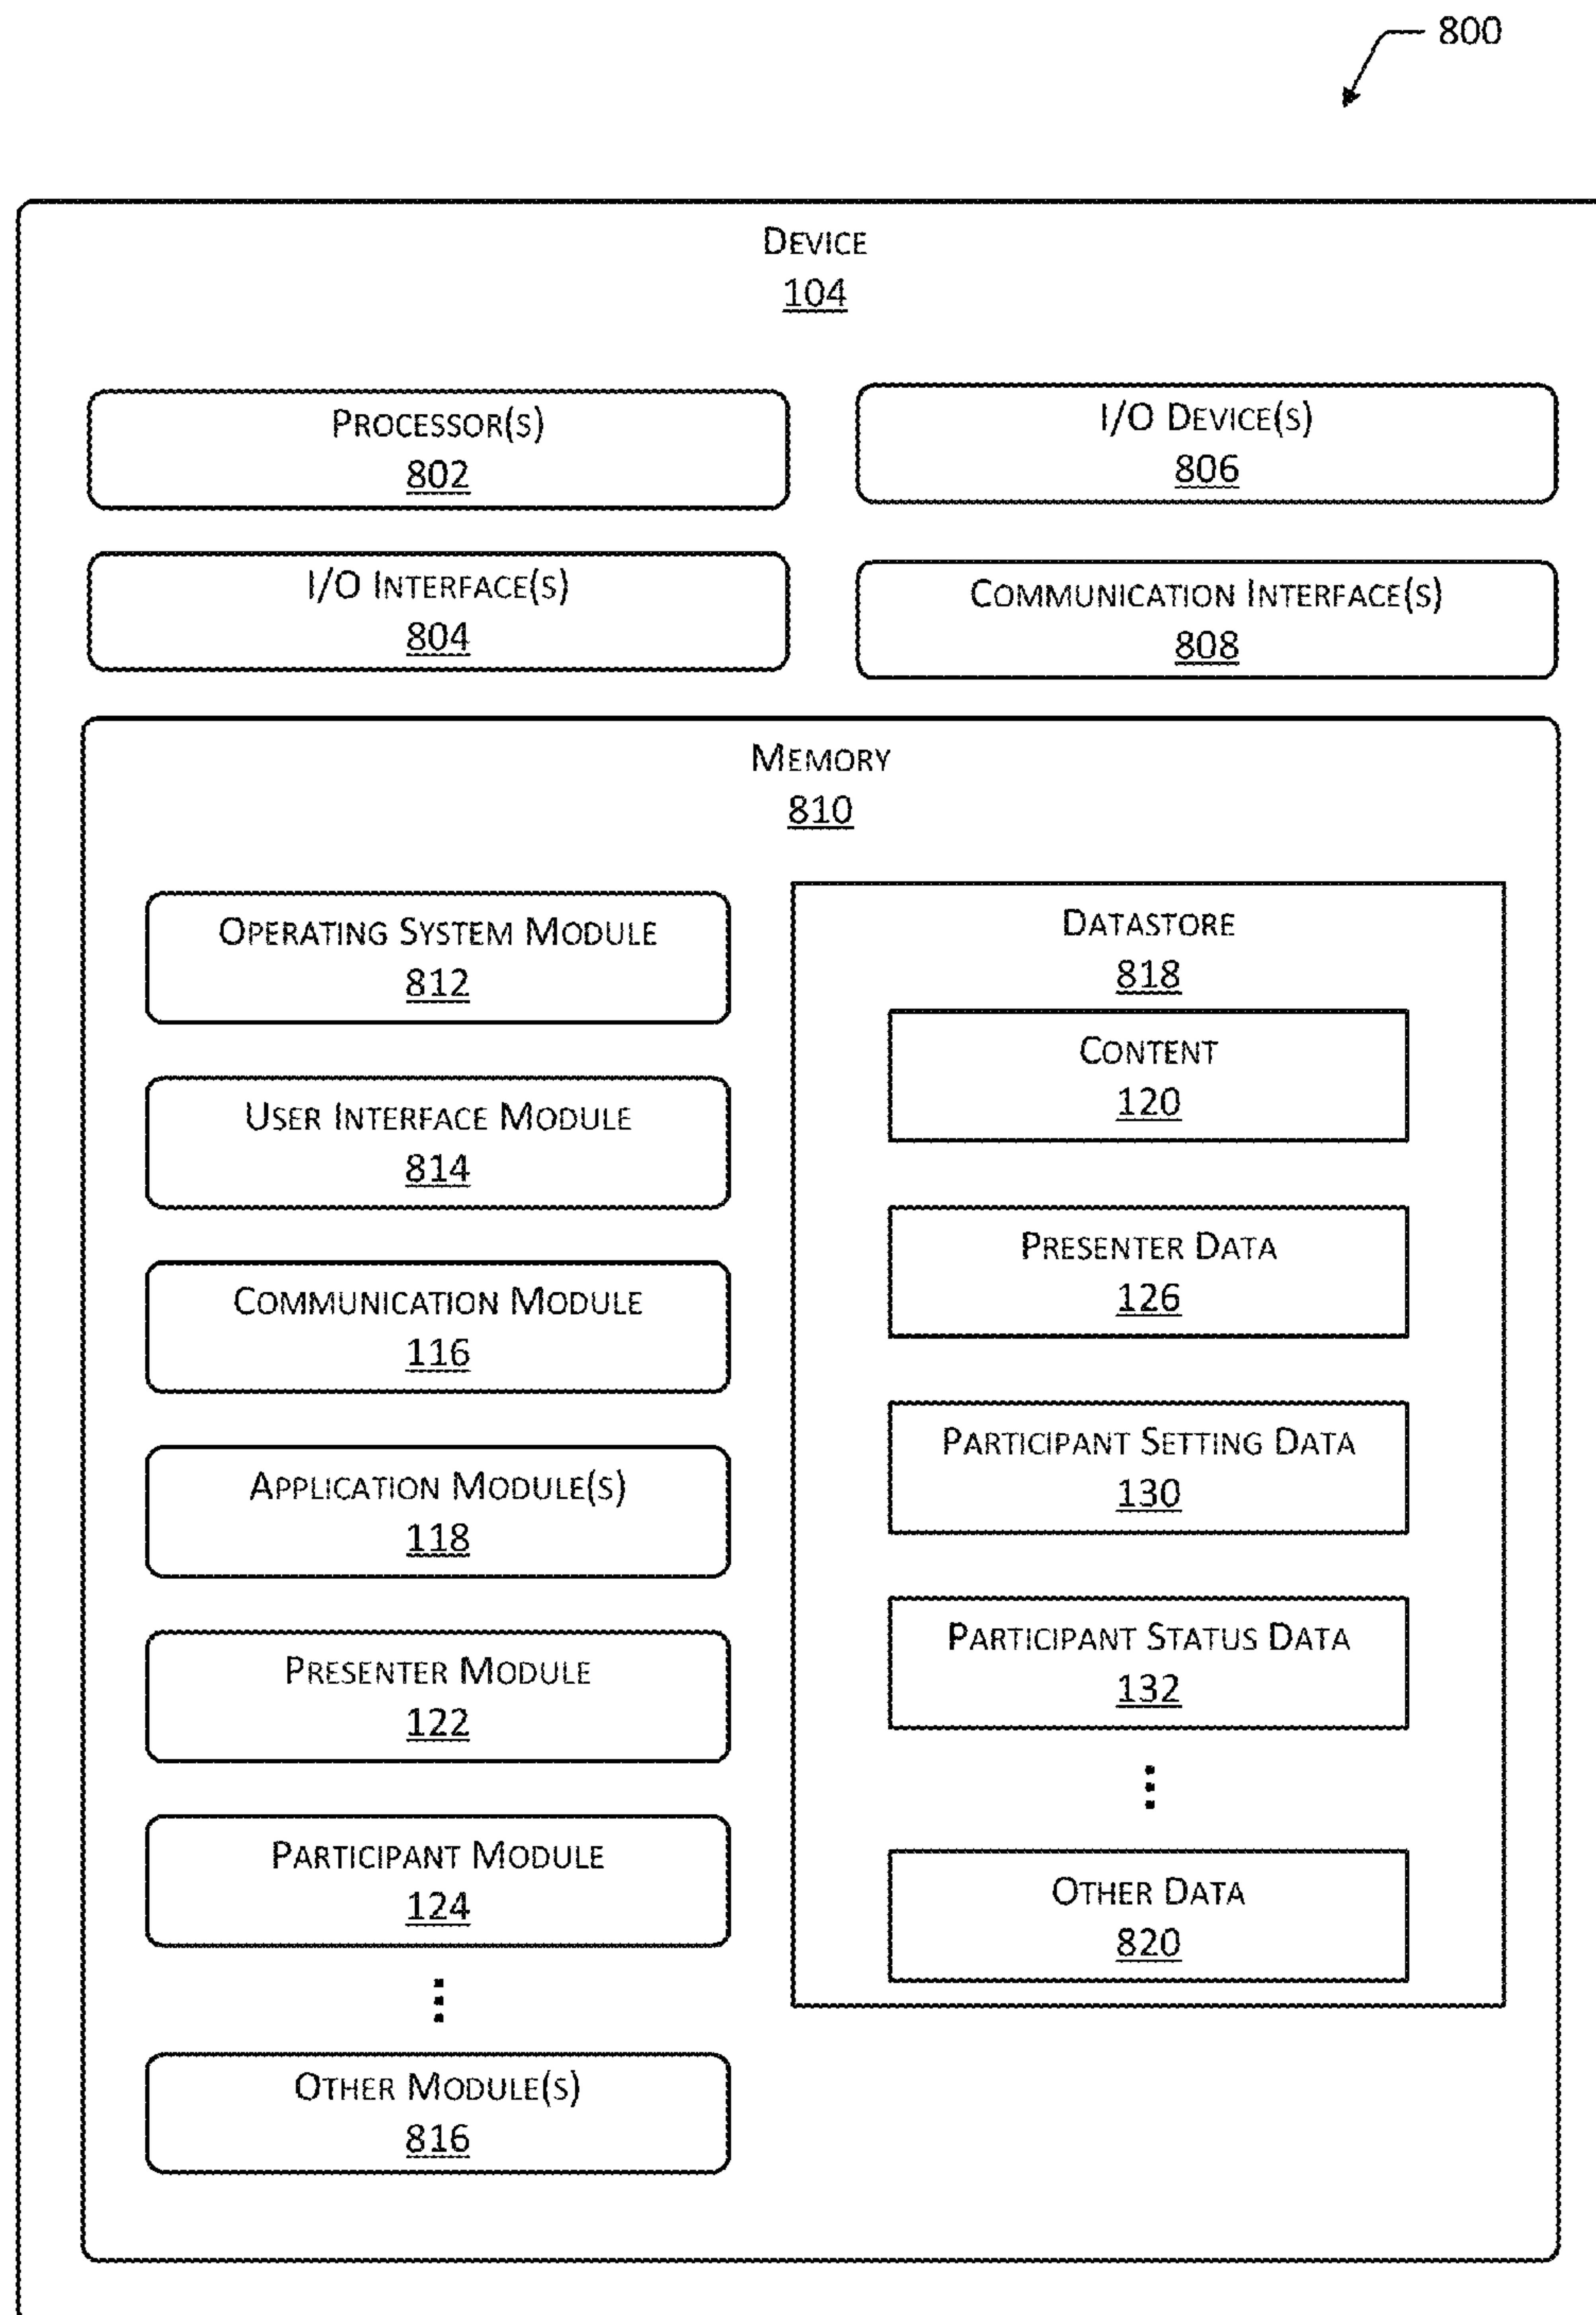 800
DEVICE
104
PROCESSOR(S)
802
I/O DEVICE(S)
806
I/O INTERFACE(S)
804
COMMUNICATION INTERFACE(S)
808
MEMORY
810
OPERATING SYSTEM MODULE
812
USER INTERFACE MODULE
814
COMMUNICATION MODULE
116
APPLICATION MODULE(S)
118
PRESENTER MODULE
122
PARTICIPANT MODULE
124
OTHER MODULE(S)
816
DATASTORE
818
CONTENT
120
PRESENTER DATA
126
PARTICIPANT SETTING DATA
130
PARTICIPANT STATUS DATA
132
OTHER DATA
820